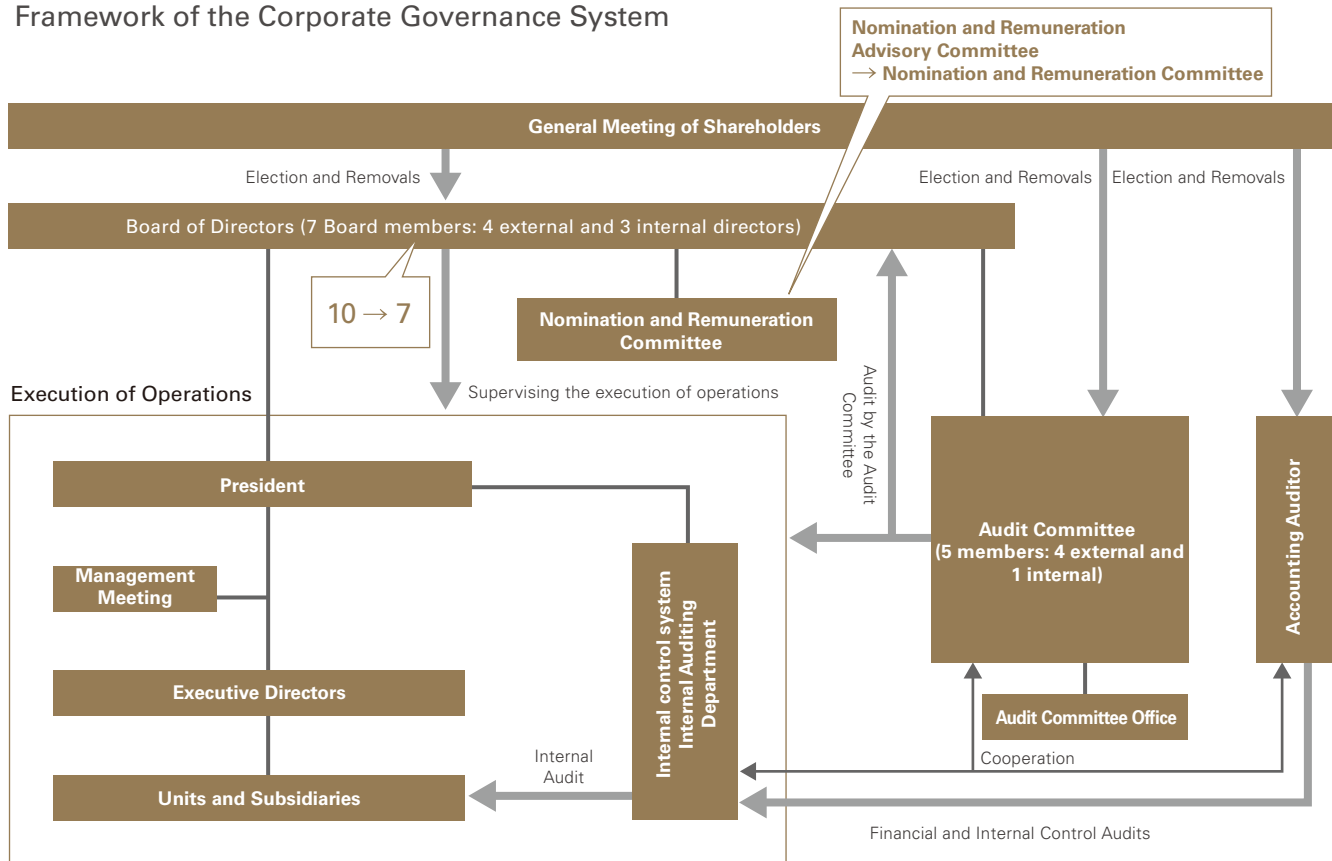 Framework of the Corporate Governance System
Nomination and Remuneration
Advisory Committee
→ Nomination and Remuneration Committee
General Meeting of Shareholders
Election and Removals
Election and Removals
Election and Removals
Board of Directors (7 Board members: 4 external and 3 internal directors)
10 → 7
Nomination and Remuneration
Committee
Execution of Operations
Supervising the execution of operations
Audit by the Audit
Committee
President
Management
Meeting
Executive Directors
Units and Subsidiaries
Internal control system
Internal Auditing
Department
Internal
Audit
Audit Committee
(5 members: 4 external and
1 internal)
Accounting Auditor
Audit Committee Office
Cooperation
Financial and Internal Control Audits